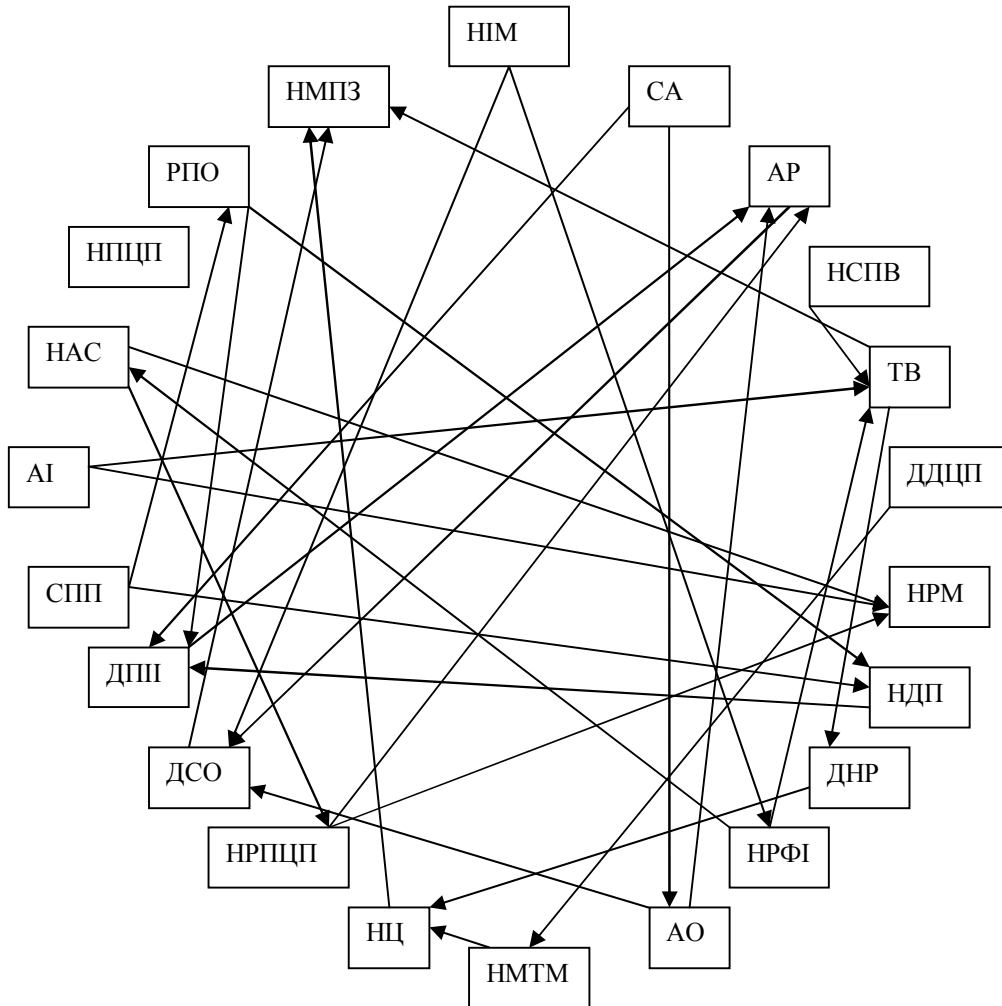 НІМ
НМПЗ
СА
РПО
АР
НПЦП
НСПВ
НАС
ТВ
АІ
ДДЦП
СПП
НРМ
ДПІІ
НДП
ДСО
ДНР
НРПЦП
НРФІ
НЦ
АО
НМТМ